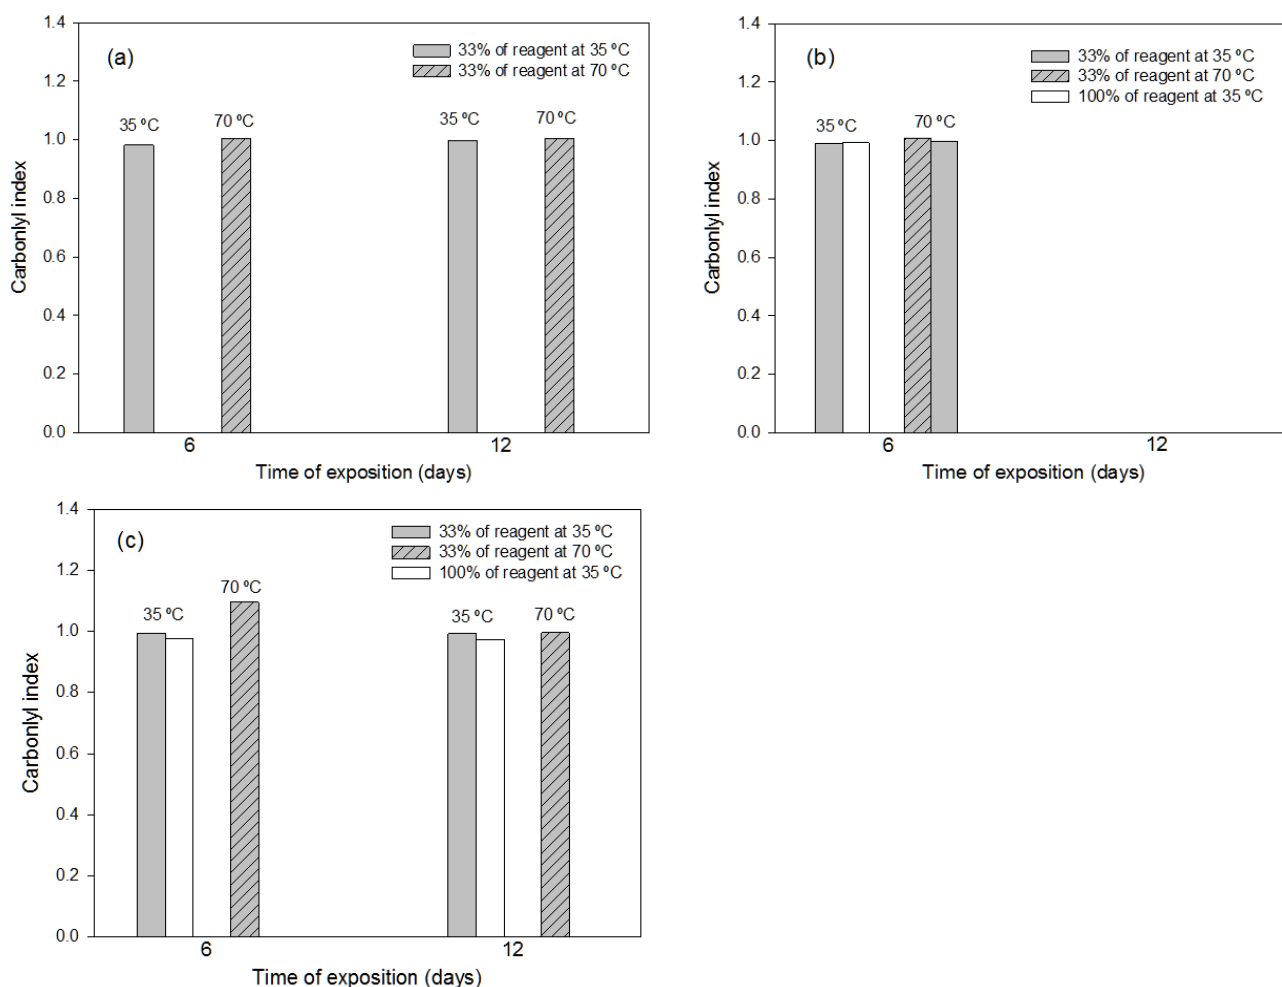 (a)
33% of reagent at 35 ºC
33% of reagent at 70 ºC
1.4
1.2
1.0
0.8
0.6
0.4
0.2
0.0
Carbonlyl index
35 ºC
70 ºC
35 ºC
70 ºC
6
12
Time of exposition (days)
(b)
33% of reagent at 35 ºC
33% of reagent at 70 ºC
100% of reagent at 35 ºC
1.4
1.2
1.0
0.8
0.6
0.4
0.2
0.0
Carbonlyl index
35 ºC
70 ºC
6
12
Time of exposition (days)
(c)
33% of reagent at 35 ºC
33% of reagent at 70 ºC
100% of reagent at 35 ºC
1.4
1.2
1.0
0.8
0.6
0.4
0.2
0.0
Carbonlyl index
35 ºC
70 ºC
35 ºC
70 ºC
6
12
Time of exposition (days)